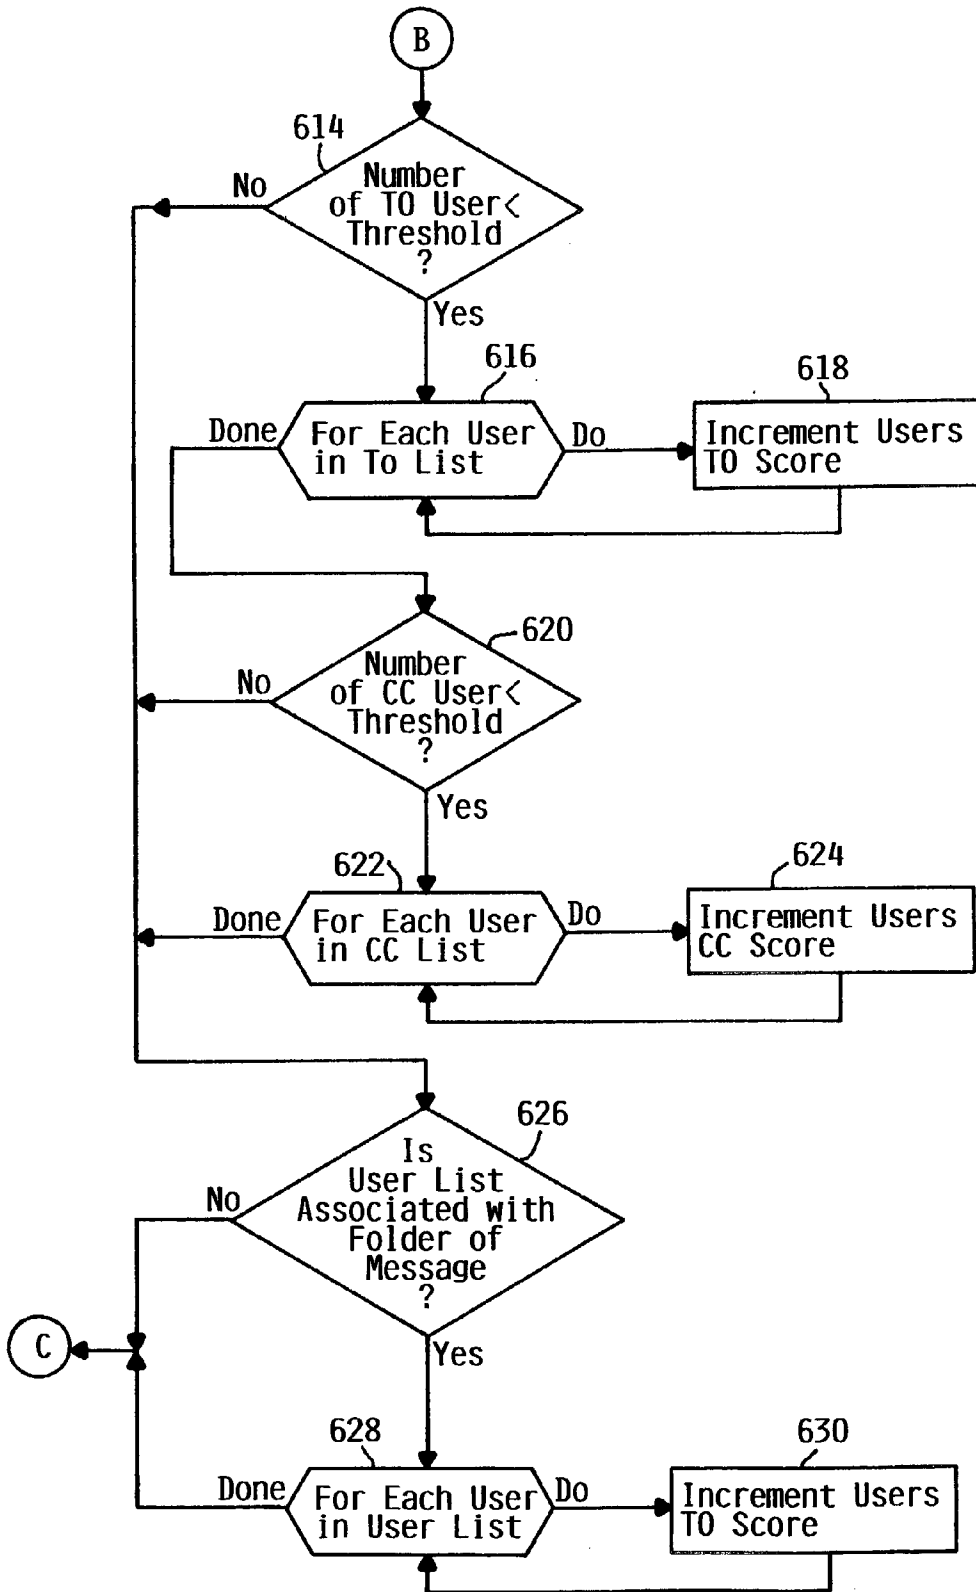 B
614
Number
of TO User<
Threshold
?
No
Yes
616
For Each User
in To List
Done
Do
618
Increment Users
TO Score
620
Number
of CC User<
Threshold
?
No
Yes
622
For Each User
in CC List
Done
Do
624
Increment Users
CC Score
626
Is
User List
Associated with
Folder of
Message
?
No
Yes
C
628
For Each User
in User List
Done
Do
630
Increment Users
TO Score